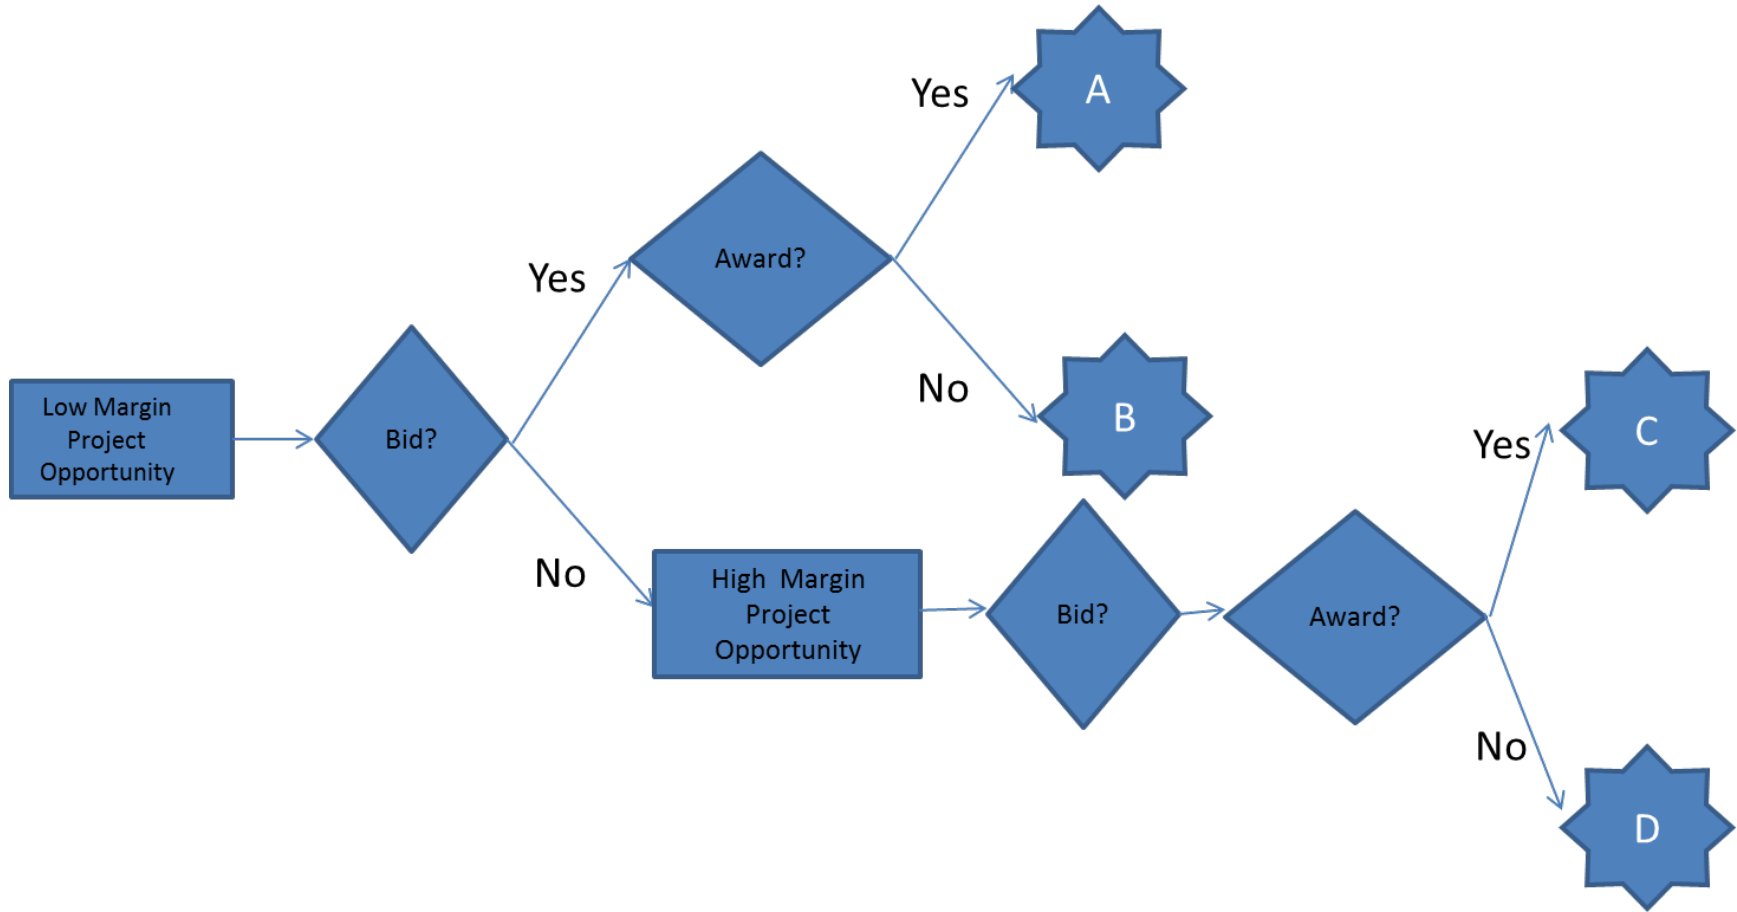 Low Margin
Project
Opportunity
Bid?
Yes
No
Award?
Yes
No
A
B
High  Margin
Project
Opportunity
Bid?
Award?
Yes
No
C
D